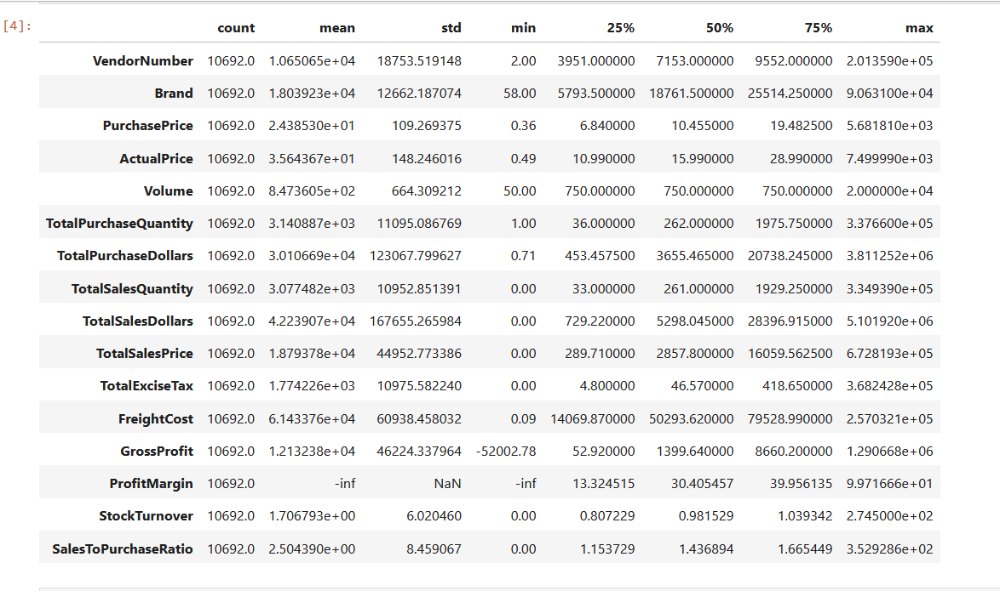 [4]:
count mean std min 25% 50% 75% max
VendorNumber 10692.0 1.065065e+04 18753.519148 2.00 3951.000000 7153.000000 9552.000000 2.013590e+05
Brand 10692.0 1.803923e+04 12662.187074 58.00 5793.500000 18761.500000 25514.250000 9.063100e+04
PurchasePrice 10692.0 2.438530e+01 109.269375 0.36 6.840000 10.455000 19.482500 5.681810e+03
ActualPrice 10692.0 3.564367e+01 148.246016 0.49 10.990000 15.990000 28.990000 7.499990e+03
Volume 10692.0 8.473605e+02 664.309212 50.00 750.000000 750.000000 750.000000 2.000000e+04
TotalPurchaseQuantity 10692.0 3.140887e+03 11095.086769 1.00 36.000000 262.000000 1975.750000 3.376600e+05
TotalPurchaseDollars 10692.0 3.010669e+04 123067.799627 0.71 453.457500 3655.465000 20738.245000 3.811252e+06
TotalSalesQuantity 10692.0 3.077482e+03 10952.851391 0.00 33.000000 261.000000 1929.250000 3.349390e+05
TotalSalesDollars 10692.0 4.223907e+04 167655.265984 0.00 729.220000 5298.045000 28396.915000 5.101920e+06
TotalSalesPrice 10692.0 1.879378e+04 44952.773386 0.00 289.710000 2857.800000 16059.562500 6.728193e+05
TotalExciseTax 10692.0 1.774226e+03 10975.582240 0.00 4.800000 46.570000 418.650000 3.682428e+05
FreightCost 10692.0 6.143376e+04 60938.458032 0.09 14069.870000 50293.620000 79528.990000 2.570321e+05
GrossProfit 10692.0 1.213238e+04 46224.337964 -52002.78 52.920000 1399.640000 8660.200000 1.290668e+06
ProfitMargin 10692.0 -inf NaN -inf 13.324515 30.405457 39.956135 9.971666e+01
StockTurnover 10692.0 1.706793e+00 6.020460 0.00 0.807229 0.981529 1.039342 2.745000e+02
SalesToPurchaseRatio 10692.0 2.504390e+00 8.459067 0.00 1.153729 1.436894 1.665449 3.529286e+02